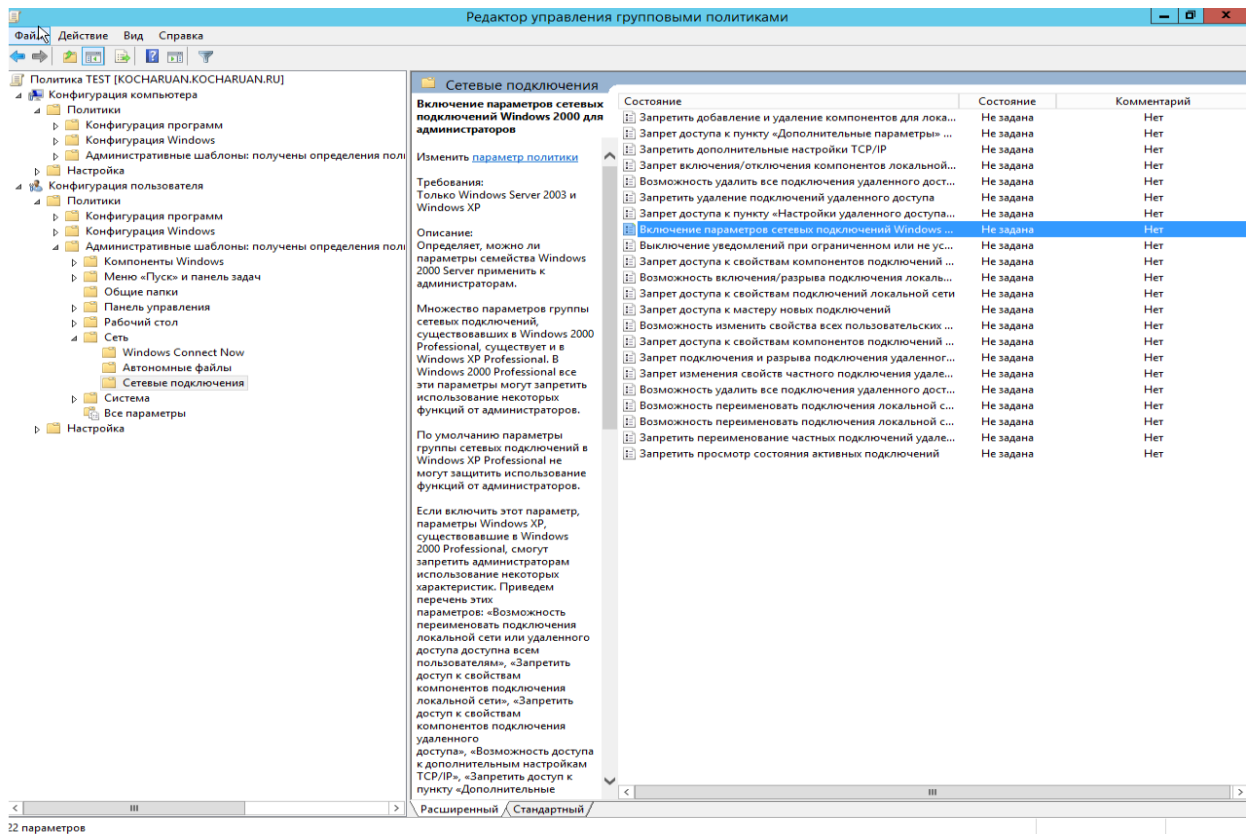 Редактор управления групповыми политиками
Файл Действие Вид Справка
Политика TEST [KOCHARUAN.KOCHARUAN.RU]
Конфигурация компьютера
Политики
Конфигурация программ
Конфигурация Windows
Административные шаблоны: получены определения поли
Настройка
Конфигурация пользователя
Политики
Конфигурация программ
Конфигурация Windows
Административные шаблоны: получены определения поли
Компоненты Windows
Меню «Пуск» и панель задач
Общие папки
Панель управления
Рабочий стол
Сеть
Windows Connect Now
Автономные файлы
Сетевые подключения
Система
Все параметры
Настройка
Сетевые подключения
Включение параметров сетевых
подключений Windows 2000 для
администраторов
Изменить параметр политики
Требования:
Только Windows Server 2003 и
Windows XP
Описание:
Определяет, можно ли
параметры семейства Windows
2000 Server применить к
администраторам.
Множество параметров группы
сетевых подключений,
существовавших в Windows 2000
Professional, существует и в
Windows XP Professional. В
Windows 2000 Professional все
эти параметры могут запретить
использование некоторых
функций от администраторов.
По умолчанию параметры
группы сетевых подключений в
Windows XP Professional не
могут защитить использование
функций от администраторов.
Если включить этот параметр,
параметры Windows XP,
существовавшие в Windows
2000 Professional, смогут
запретить администраторам
использование некоторых
характеристик. Приведем
перечень этих
параметров: «Возможность
переименовать подключения
локальной сети или удаленного
доступа доступна всем
пользователям», «Запретить
доступ к свойствам
компонентов подключения
локальной сети», «Запретить
доступ к свойствам
компонентов подключения
удаленного
доступа», «Возможность доступа
к дополнительным настройкам
TCP/IP», «Запретить доступ к
пункту «Дополнительные
Состояние Состояние Комментарий
Запретить добавление и удаление компонентов для лока... Не задана Нет
Запрет доступа к пункту «Дополнительные параметры» ... Не задана Нет
Запретить дополнительные настройки TCP/IP Не задана Нет
Запрет включения/отключения компонентов локальной... Не задана Нет
Возможность удалить все подключения удаленного дост... Не задана Нет
Запретить удаление подключений удаленного доступа Не задана Нет
Запрет доступа к пункту «Настройки удаленного доступа... Не задана Нет
Включение параметров сетевых подключений Windows ... Не задана Нет
Выключение уведомлений при ограниченном или не ус... Не задана Нет
Запрет доступа к свойствам компонентов подключений ... Не задана Нет
Возможность включения/разрыва подключения локаль... Не задана Нет
Запрет доступа к свойствам подключений локальной сети Не задана Нет
Запрет доступа к мастеру новых подключений Не задана Нет
Возможность изменить свойства всех пользовательских ... Не задана Нет
Запрет доступа к свойствам компонентов подключений ... Не задана Нет
Запрет подключения и разрыва подключения удаленног... Не задана Нет
Запрет изменения свойств частного подключения удале... Не задана Нет
Возможность удалить все подключения удаленного дост... Не задана Нет
Возможность переименовать подключения локальной с... Не задана Нет
Возможность переименовать подключения локальной с... Не задана Нет
Запретить переименование частных подключений удале... Не задана Нет
Запретить просмотр состояния активных подключений Не задана Нет
Расширенный Стандартный
22 параметров